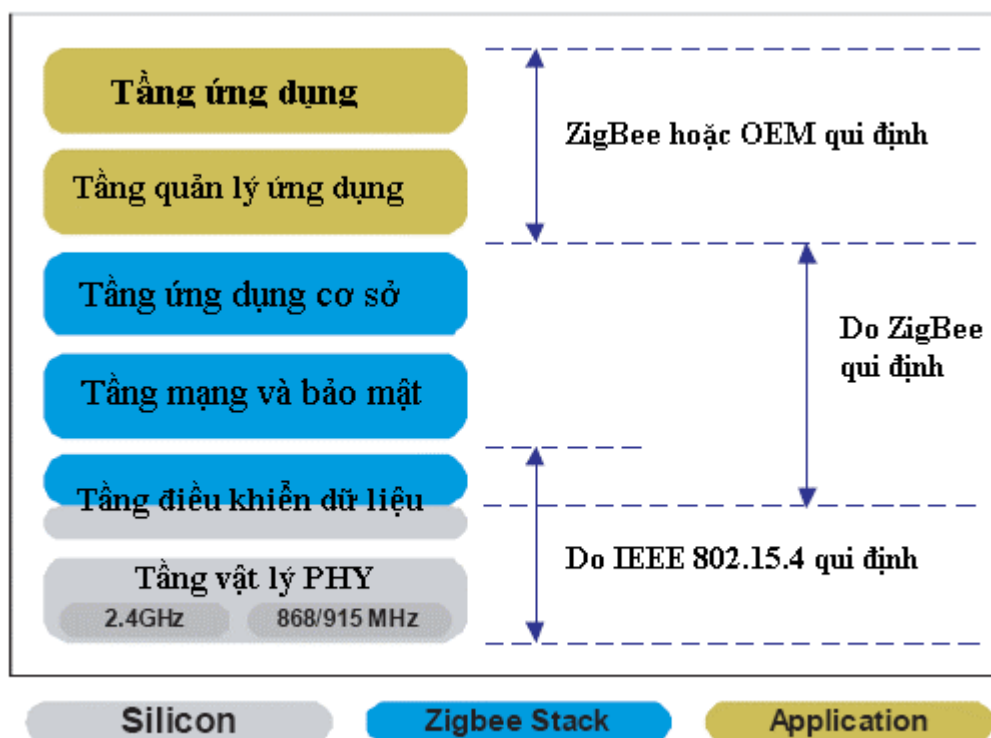 Tầng ứng dụng
ZigBee hoặc OEM qui định
Tầng quản lý ứng dụng
Tầng ứng dụng cơ sở
Do ZigBee
qui định
Tầng mạng và bảo mật
Tầng điều khiển dữ liệu
Do IEEE 802.15.4 qui định
Tầng vật lý PHY
2.4GHz 868/915 MHz
Silicon Zigbee Stack Application